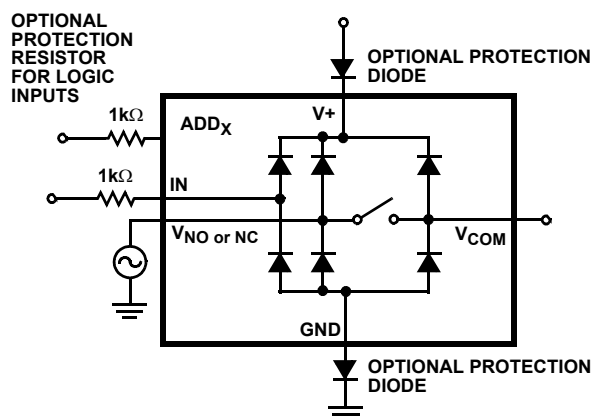 OPTIONAL
PROTECTION
RESISTOR
FOR LOGIC
INPUTS
OPTIONAL PROTECTION
DIODE
1kΩ
ADDX
V+
1kΩ
IN
VNO or NC
VCOM
GND
OPTIONAL PROTECTION
DIODE